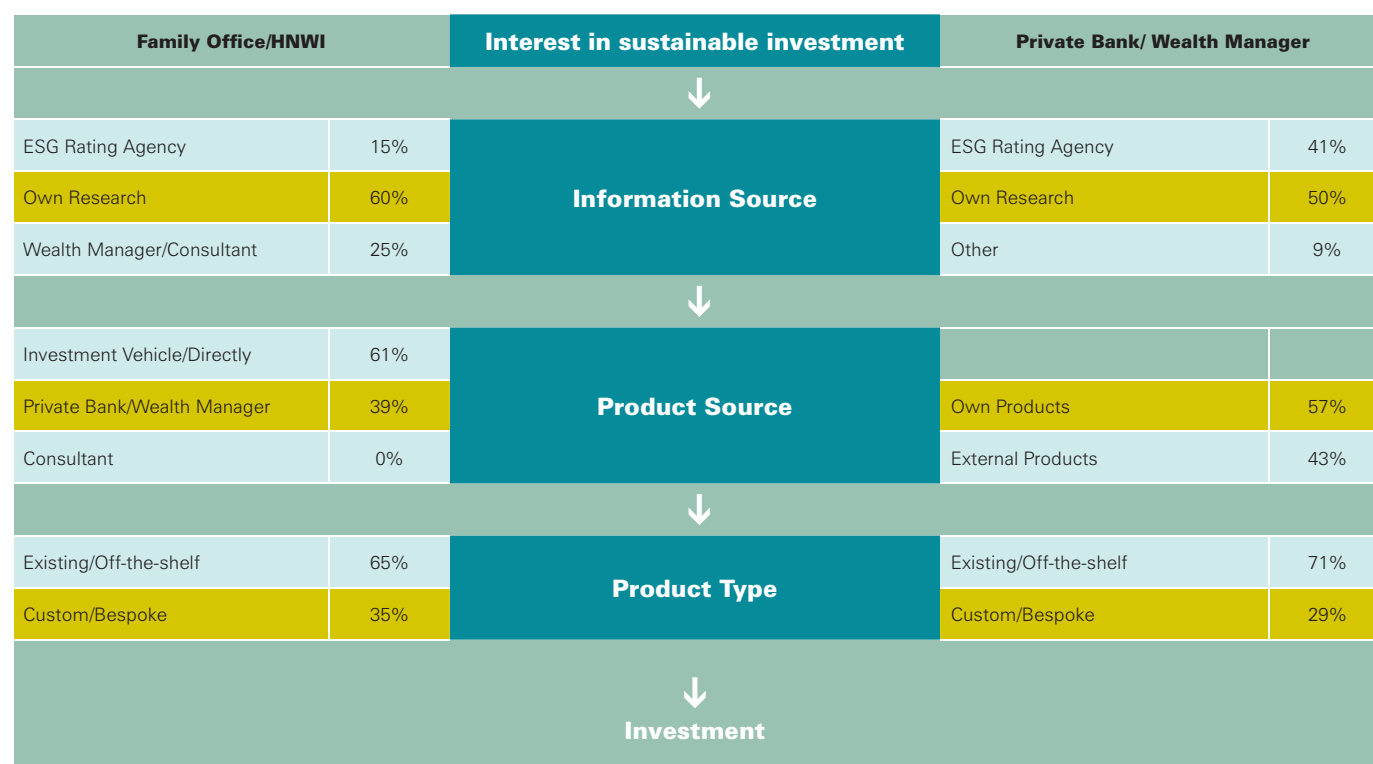 Family Office/HNWI Interest in sustainable investment Private Bank/ Wealth Manager
ESG Rating Agency 15% Information Source ESG Rating Agency 41%
Own Research 60% Own Research 50%
Wealth Manager/Consultant 25% Other 9%
Investment Vehicle/Directly 61% Product Source
Private Bank/Wealth Manager 39% Own Products 57%
Consultant 0% External Products 43%
Existing/Off-the-shelf 65% Product Type Existing/Off-the-shelf 71%
Custom/Bespoke 35% Custom/Bespoke 29%
Investment